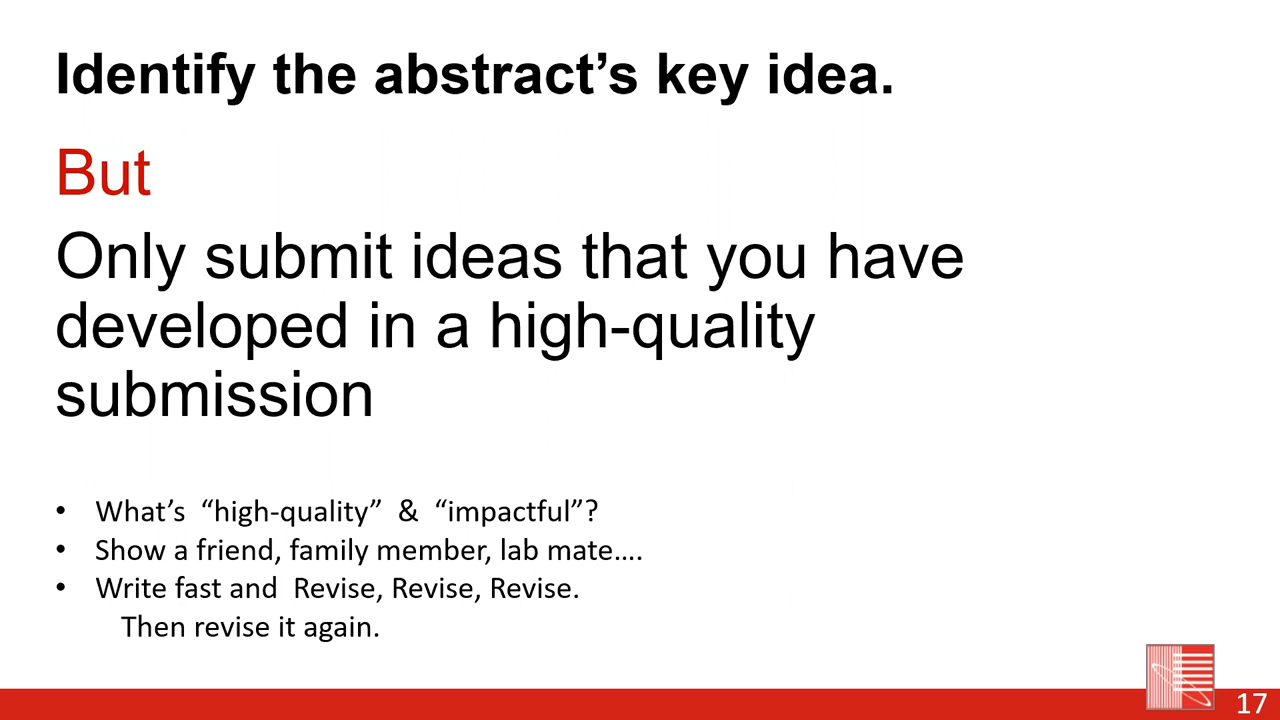 Identify the abstract’s key idea.
But
Only submit ideas that you have
developed in a high-quality
submission
• What’s “high-quality” & “impactful”?
• Show a friend, family member, lab mate….
• Write fast and Revise, Revise, Revise.
Then revise it again.
17